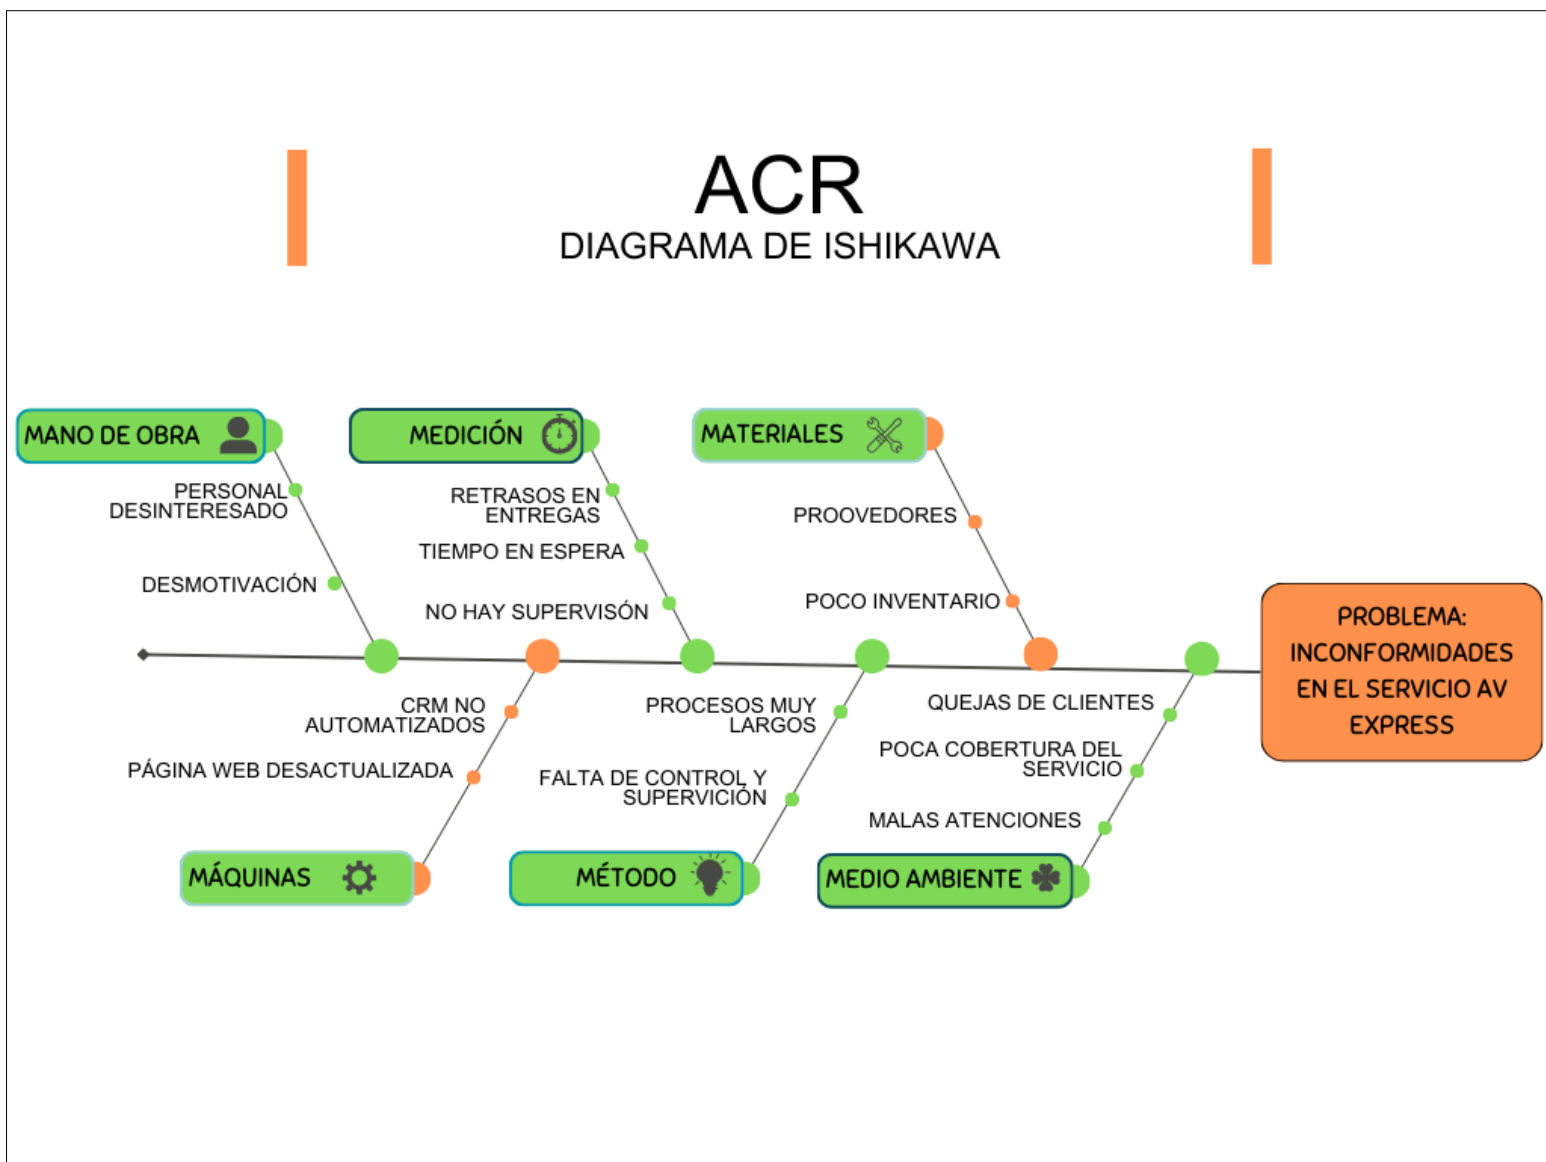 ACR
DIAGRAMA DE ISHIKAWA
MANO DE OBRA
PERSONAL
DESINTERESADO
DESMOTIVACIÓN
MEDICIÓN
RETRASOS EN
ENTREGAS
TIEMPO EN ESPERA
NO HAY SUPERVISÓN
MATERIALES
PROOVEDORES
POCO INVENTARIO
PROBLEMA:
INCONFORMIDADES
EN EL SERVICIO AV
EXPRESS
CRM NO
AUTOMATIZADOS
PÁGINA WEB DESACTUALIZADA
MÁQUINAS
PROCESOS MUY
LARGOS
FALTA DE CONTROL Y
SUPERVICIÓN
MÉTODO
QUEJAS DE CLIENTES
POCA COBERTURA DEL
SERVICIO
MALAS ATENCIONES
MEDIO AMBIENTE